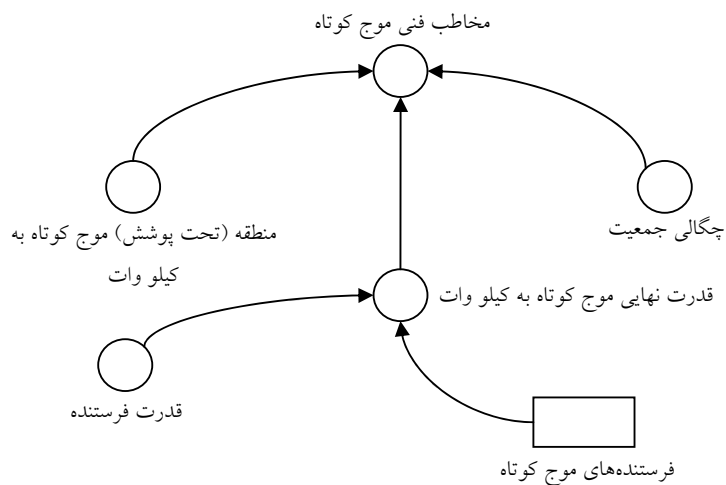 مخاطب فنی موج کوتاه
منطقه (تحت پوشش) موج کوتاه به
کیلو وات
چگالی جمعیت
قدرت نهایی موج کوتاه به کیلو وات
قدرت فرستنده
فرستنده‌های موج کوتاه